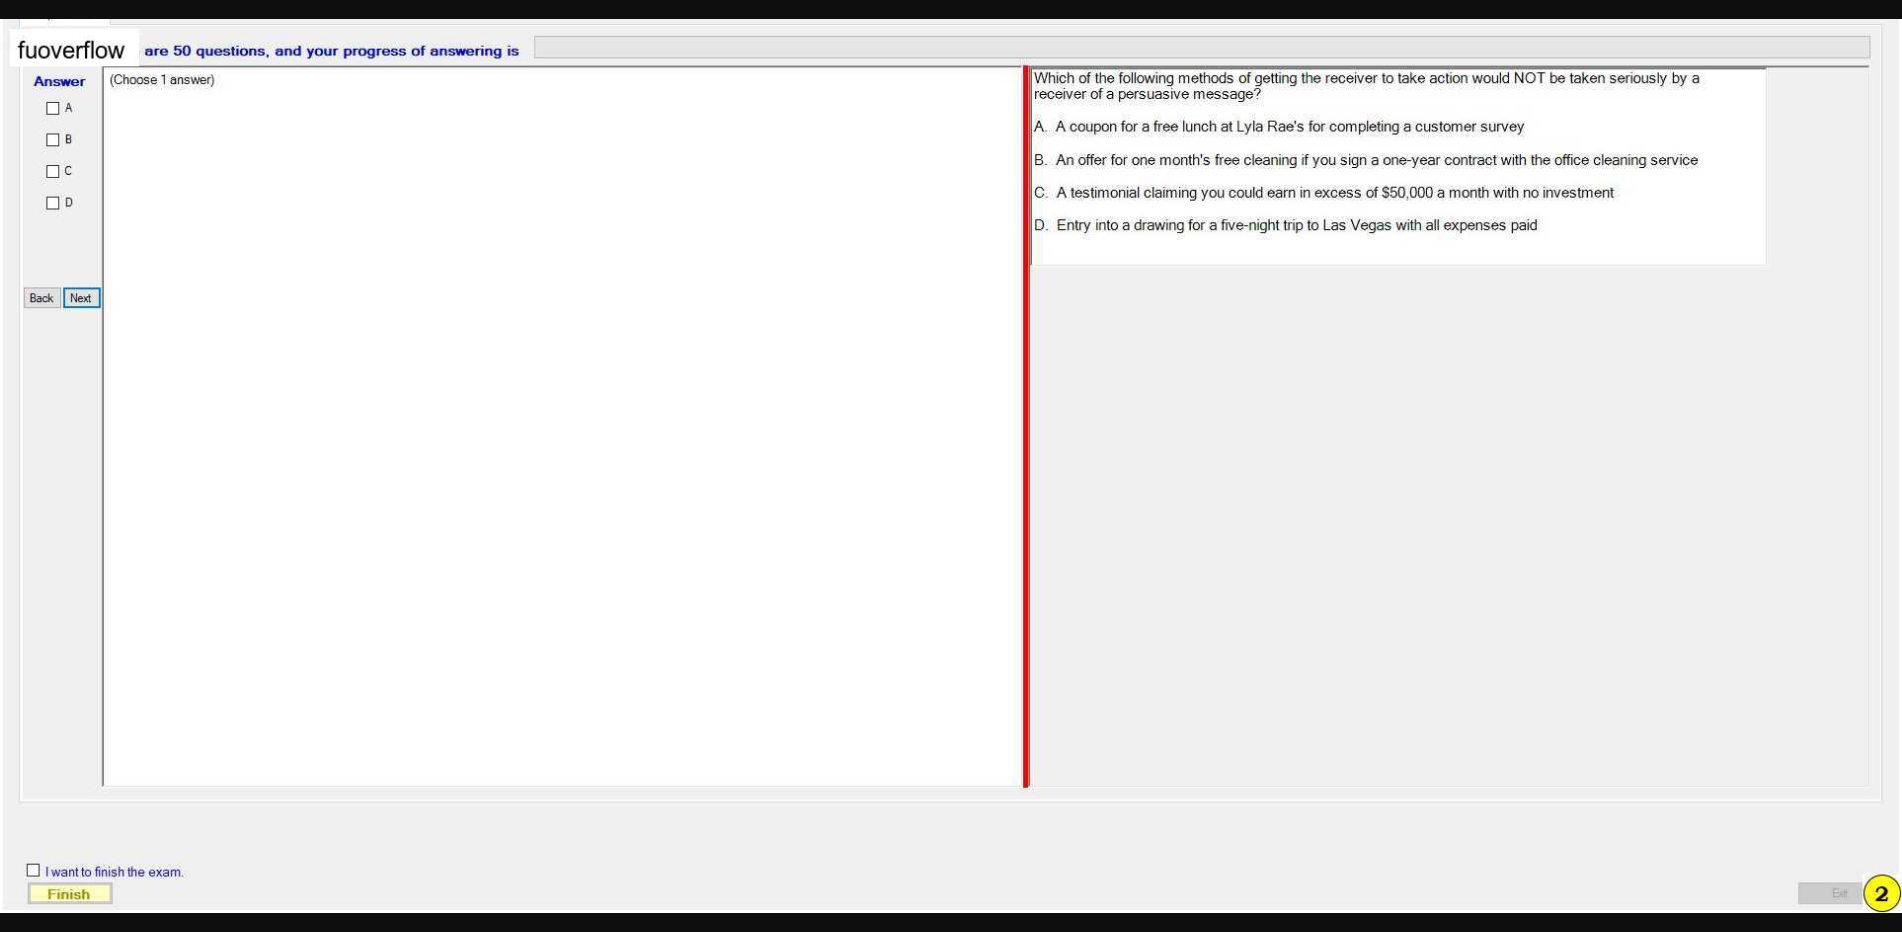 fuoverflow are 50 questions, and your progress of answering is
Answer
(Choose 1 answer)
A
B
C
D
Back Next
Which of the following methods of getting the receiver to take action would NOT be taken seriously by a
receiver of a persuasive message?
A. A coupon for a free lunch at Lyla Rae's for completing a customer survey
B. An offer for one month's free cleaning if you sign a one-year contract with the office cleaning service
C. A testimonial claiming you could earn in excess of $50,000 a month with no investment
D. Entry into a drawing for a five-night trip to Las Vegas with all expenses paid
I want to finish the exam.
Finish
Exit
2